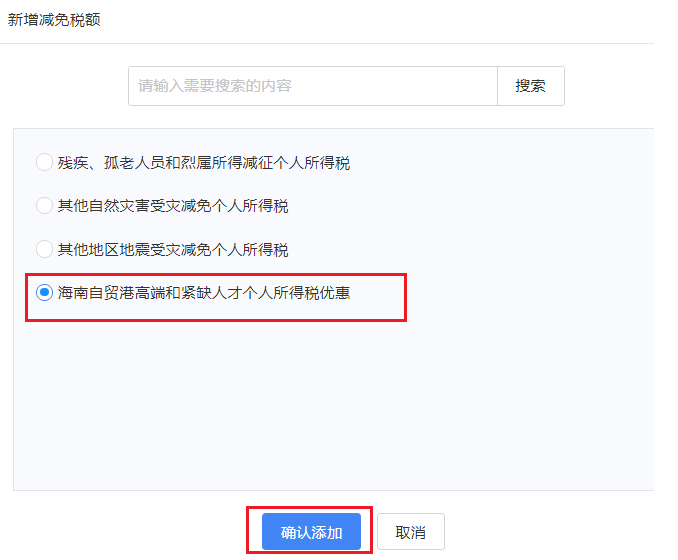 新增减免税额
请输入需要搜索的内容
搜索
残疾、孤老人员和烈属所得减征个人所得税
其他自然灾害受灾减免个人所得税
其他地区地震受灾减免个人所得税
海南自贸港高端和紧缺人才个人所得税优惠
确认添加
取消